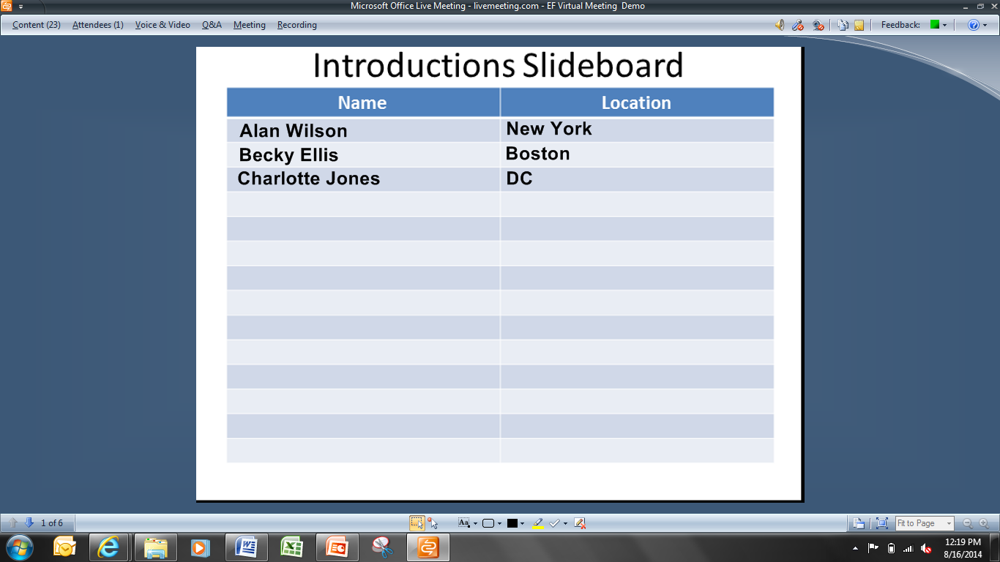 Microsoft Office Live Meeting - livemeeting.com - EF Virtual Meeting Demo
Content (23) Attendees (1) Voice & Video Q&A Meeting Recording Feedback:
Introductions Slideboard
Name Location
Alan Wilson New York
Becky Ellis Boston
Charlotte Jones DC
1 of 6 Aa Fit to Page
12:19 PM
8/16/2014